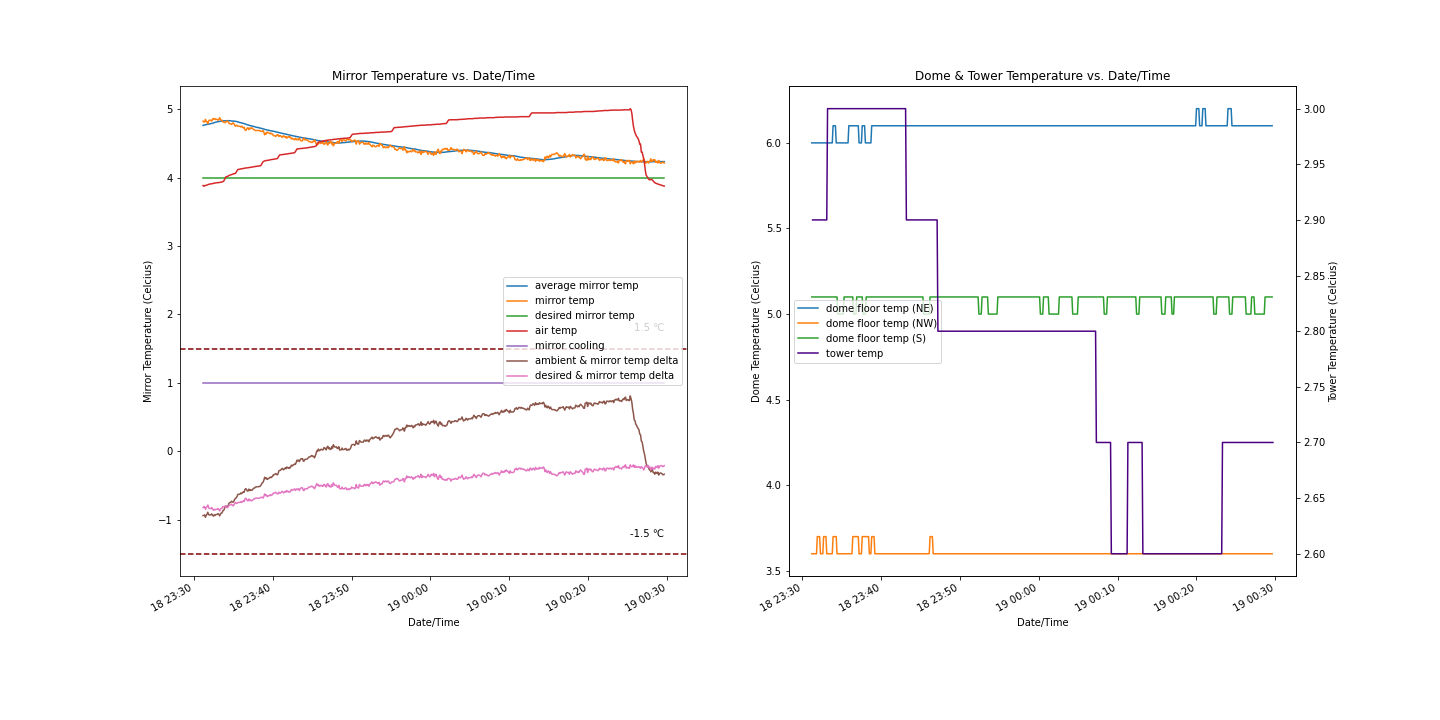 Mirror Temperature vs. Date/Time
Mirror Temperature (Celcius)
5
4
3
2
1
0
−1
average mirror temp
mirror temp
desired mirror temp
air temp
mirror cooling
ambient & mirror temp delta
desired & mirror temp delta
1.5 ℃
-1.5 ℃
18 23:30
18 23:40
18 23:50
19 00:00
19 00:10
19 00:20
19 00:30
Date/Time
Dome & Tower Temperature vs. Date/Time
Dome Temperature (Celcius)
6.0
5.5
5.0
4.5
4.0
3.5
dome floor temp (NE)
dome floor temp (NW)
dome floor temp (S)
tower temp
3.00
2.95
2.90
2.85
2.80
2.75
2.70
2.65
2.60
Tower Temperature (Celcius)
18 23:30
18 23:40
18 23:50
19 00:00
19 00:10
19 00:20
19 00:30
Date/Time